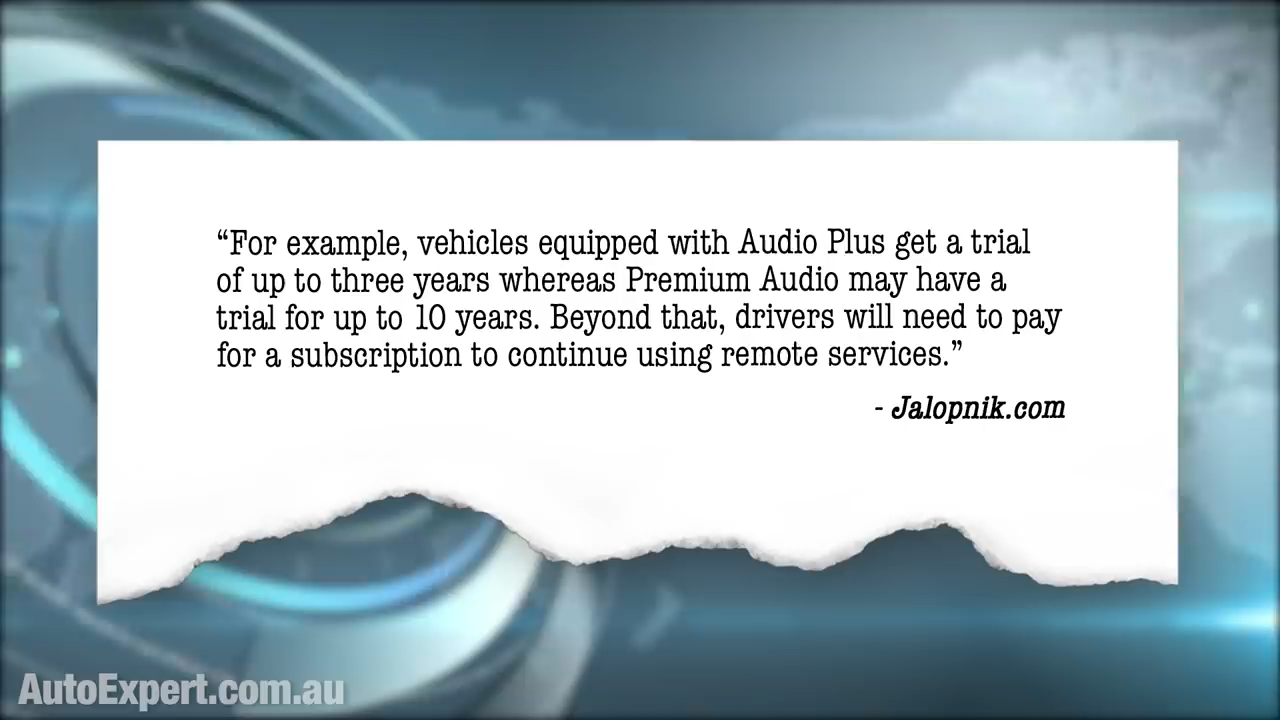 “For example, vehicles equipped with Audio Plus get a trial
of up to three years whereas Premium Audio may have a
trial for up to 10 years. Beyond that, drivers will need to pay
for a subscription to continue using remote services.”
- Jalopnik.com
AutoExpert.com.au